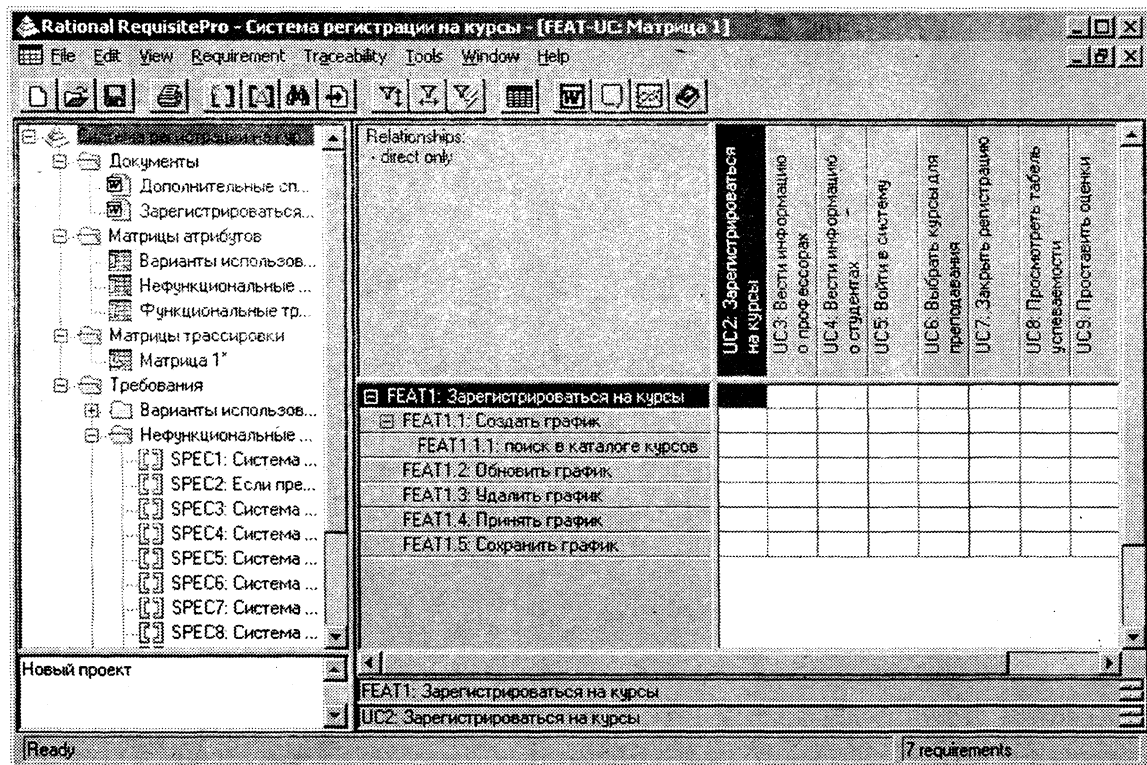 Rational RequisitePro - Система регистрации на курсы - [FEAT-UC: Матрица 1]
File Edit View Requirement Traceability Tools Window Help
Система регистрации на кур...
Документы
Дополнительные сп...
Зарегистрироваться...
Матрицы атрибутов
Варианты использов...
Нефункциональные ...
Функциональные тр...
Матрицы трассировки
Матрица 1*
Требования
Варианты использов...
Нефункциональные ...
SPEC1: Система ...
SPEC2: Если пре...
SPEC3: Система ...
SPEC4: Система ...
SPEC5: Система ...
SPEC6: Система ...
SPEC7: Система ...
SPEC8: Система ...
Новый проект
Relationships:
- direct only
UC2: Зарегистрироваться
на курсы
UC3: Вести информацию
о профессорах
UC4: Вести информацию
о студентах
UC5: Войти в систему
UC6: Выбрать курсы для
преподавания
UC7: Закрыть регистрацию
UC8: Просмотреть табель
успеваемости
UC9: Проставить оценки
FEAT1: Зарегистрироваться на курсы
FEAT1.1: Создать график
FEAT1.1.1: поиск в каталоге курсов
FEAT1.2: Обновить график
FEAT1.3: Удалить график
FEAT1.4: Принять график
FEAT1.5: Сохранить график
FEAT1: Зарегистрироваться на курсы
UC2: Зарегистрироваться на курсы
Ready
7 requirements